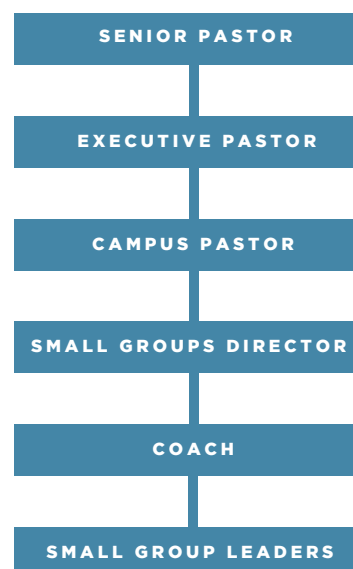 SENIOR PASTOR
EXECUTIVE PASTOR
CAMPUS PASTOR
SMALL GROUPS DIRECTOR
COACH
SMALL GROUP LEADERS